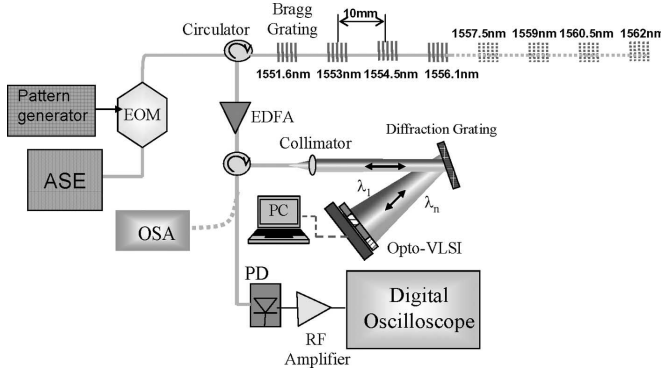 Bragg
Grating
10mm
Circulator
1557.5nm 1559nm 1560.5nm 1562nm
1551.6nm 1553nm 1554.5nm 1556.1nm
Pattern
generator
EOM
EDFA
Collimator
Diffraction Grating
ASE
λ1
λn
PC
OSA
Opto-VLSI
PD
Digital
Oscilloscope
RF
Amplifier